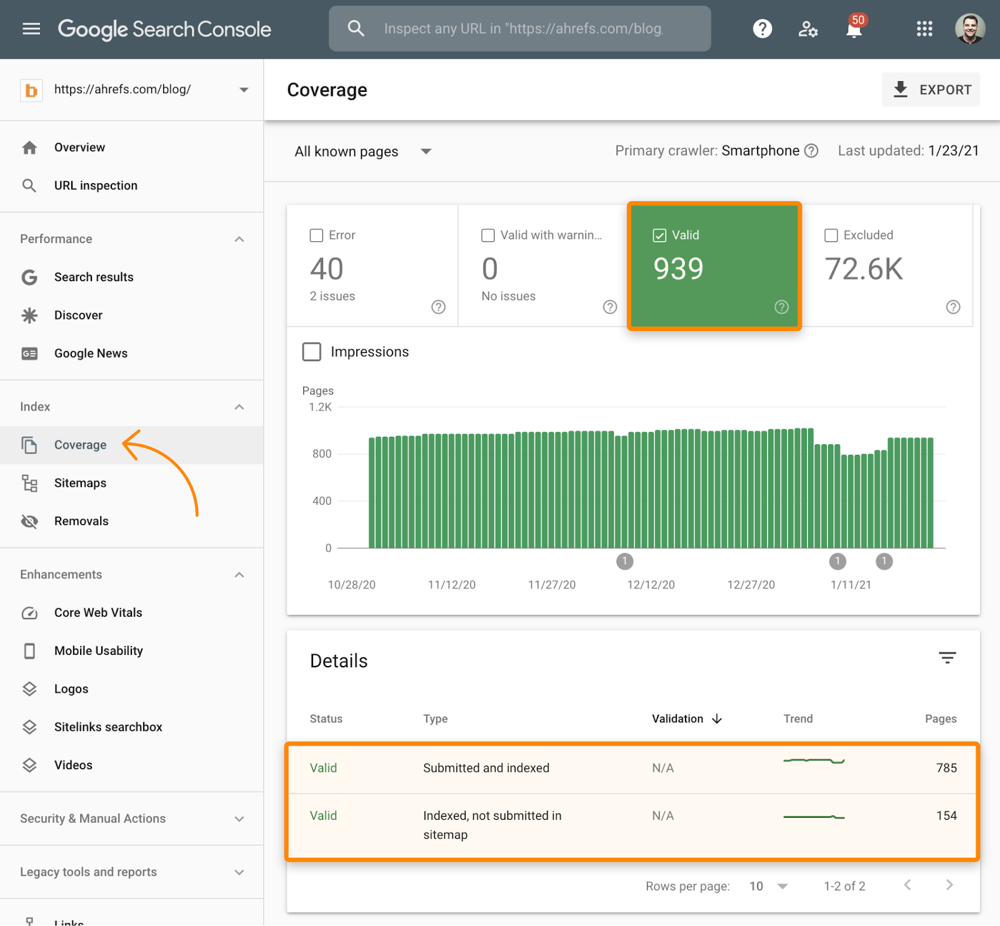 Google Search Console
Inspect any URL in "https://ahrefs.com/blog
50
https://ahrefs.com/blog/
Overview
URL inspection
Performance
Search results
Discover
Google News
Index
Coverage
Sitemaps
Removals
Enhancements
Core Web Vitals
Mobile Usability
Logos
Sitelinks searchbox
Videos
Security & Manual Actions
Legacy tools and reports
Links
Coverage
EXPORT
All known pages
Primary crawler: Smartphone
Last updated: 1/23/21
Error
40
2 issues
Valid with warnin...
0
No issues
Valid
939
Excluded
72.6K
Impressions
Pages
1.2K
800
400
0
1
1
1
10/28/20
11/12/20
11/27/20
12/12/20
12/27/20
1/11/21
Details
Status Type Validation Trend Pages
Valid Submitted and indexed N/A 785
Valid Indexed, not submitted in N/A 154
sitemap
Rows per page: 10 1-2 of 2